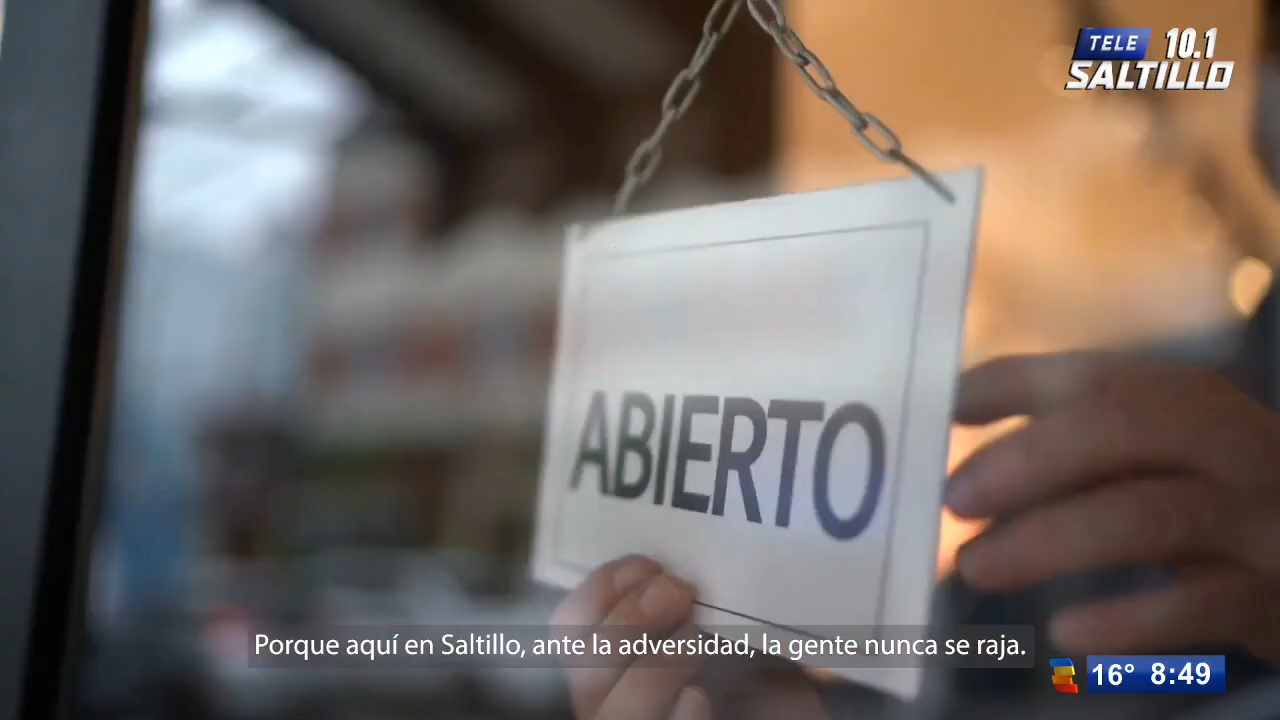 TELE 10.1
SALTILLO
ABIERTO
Porque aquí en Saltillo, ante la adversidad, la gente nunca se raja.
16° 8:49